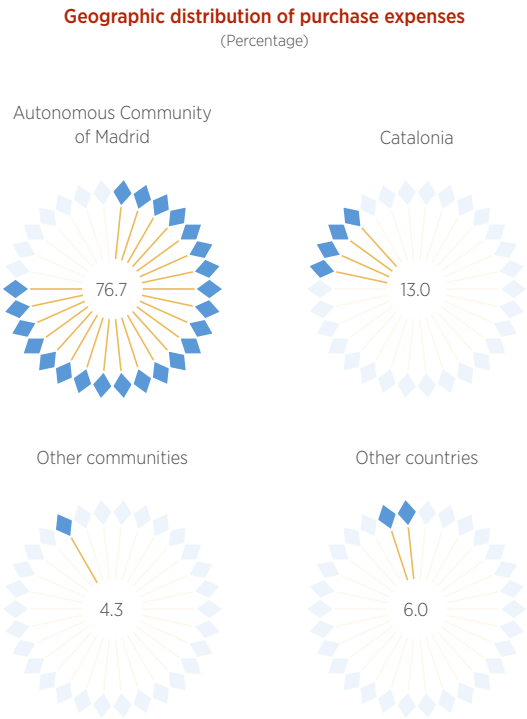 Geographic distribution of purchase expenses
(Percentage)
Autonomous Community
of Madrid
Catalonia
76.7
13.0
Other communities
Other countries
4.3
6.0